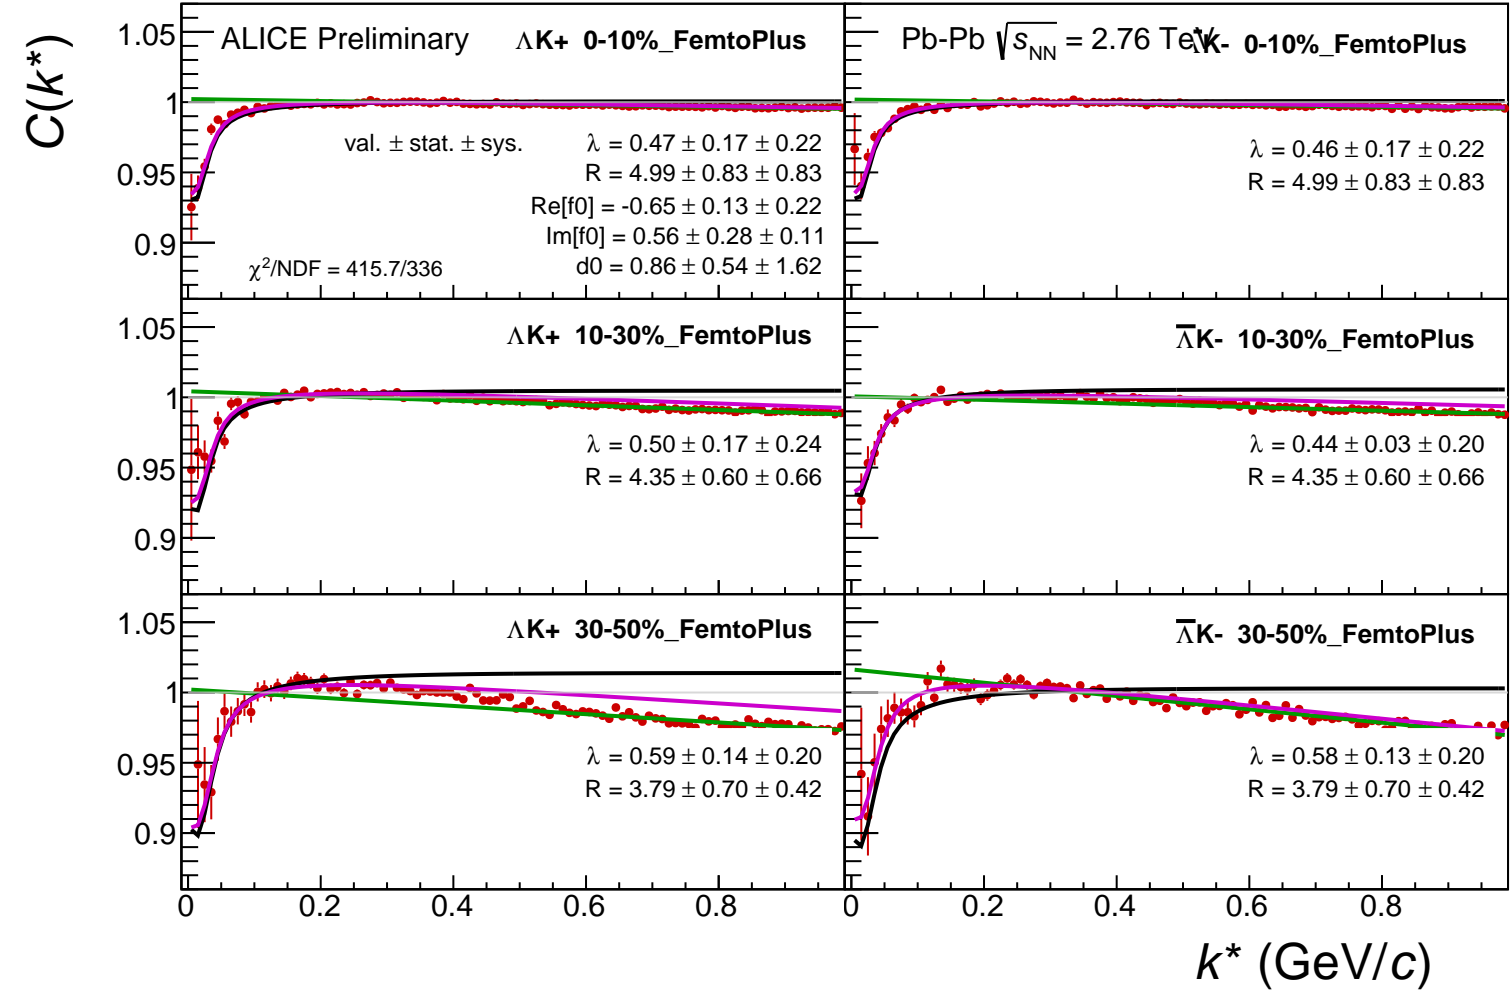 C(k*)
ALICE Preliminary ΛK+ 0-10%_FemtoPlus
1.05
1
0.95
0.9
val. ± stat. ± sys.
λ = 0.47 ± 0.17 ± 0.22
R = 4.99 ± 0.83 ± 0.83
Re[f0] = -0.65 ± 0.13 ± 0.22
Im[f0] = 0.56 ± 0.28 ± 0.11
d0 = 0.86 ± 0.54 ± 1.62
χ²/NDF = 415.7/336
Pb-Pb √sNN = 2.76 TeV Λ̅K- 0-10%_FemtoPlus
λ = 0.46 ± 0.17 ± 0.22
R = 4.99 ± 0.83 ± 0.83
ΛK+ 10-30%_FemtoPlus
1.05
1
0.95
0.9
λ = 0.50 ± 0.17 ± 0.24
R = 4.35 ± 0.60 ± 0.66
Λ̅K- 10-30%_FemtoPlus
λ = 0.44 ± 0.03 ± 0.20
R = 4.35 ± 0.60 ± 0.66
ΛK+ 30-50%_FemtoPlus
1.05
1
0.95
0.9
λ = 0.59 ± 0.14 ± 0.20
R = 3.79 ± 0.70 ± 0.42
Λ̅K- 30-50%_FemtoPlus
λ = 0.58 ± 0.13 ± 0.20
R = 3.79 ± 0.70 ± 0.42
0 0.2 0.4 0.6 0.8 0 0.2 0.4 0.6 0.8
k* (GeV/c)